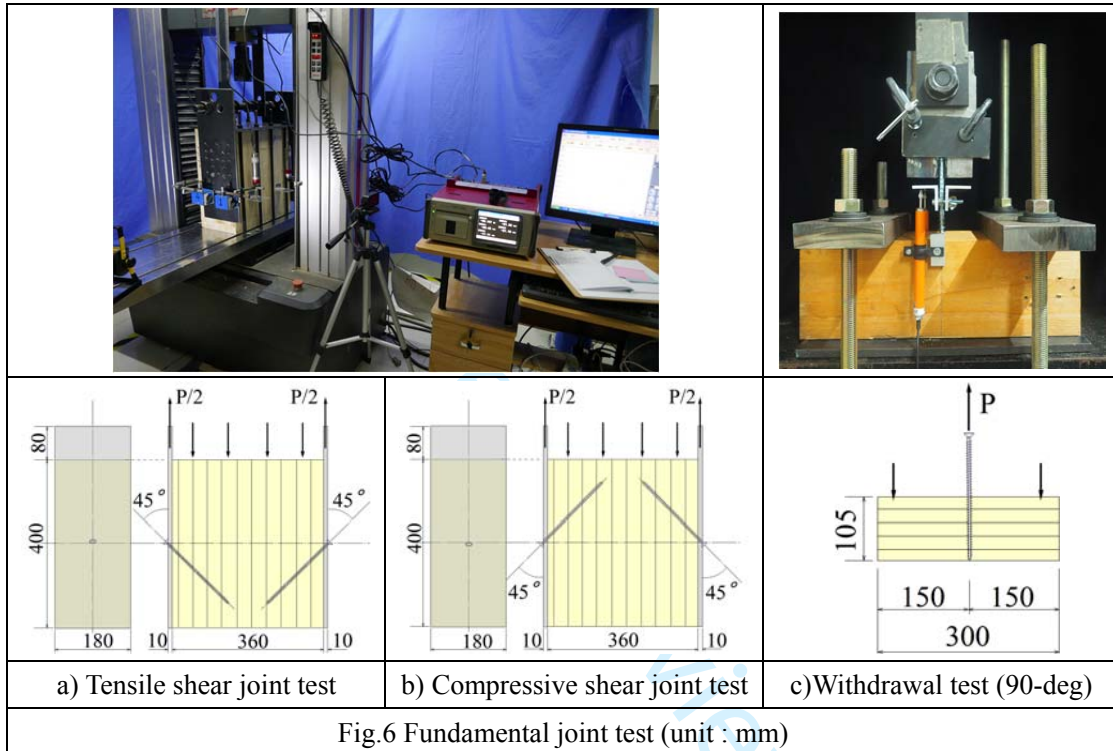 P/2 P/2
80
45°
45°
400
180
10
360
10
P/2 P/2
80
45°
45°
400
180
10
360
10
P
105
150
150
300
a) Tensile shear joint test
b) Compressive shear joint test
c)Withdrawal test (90-deg)
Fig.6 Fundamental joint test (unit : mm)